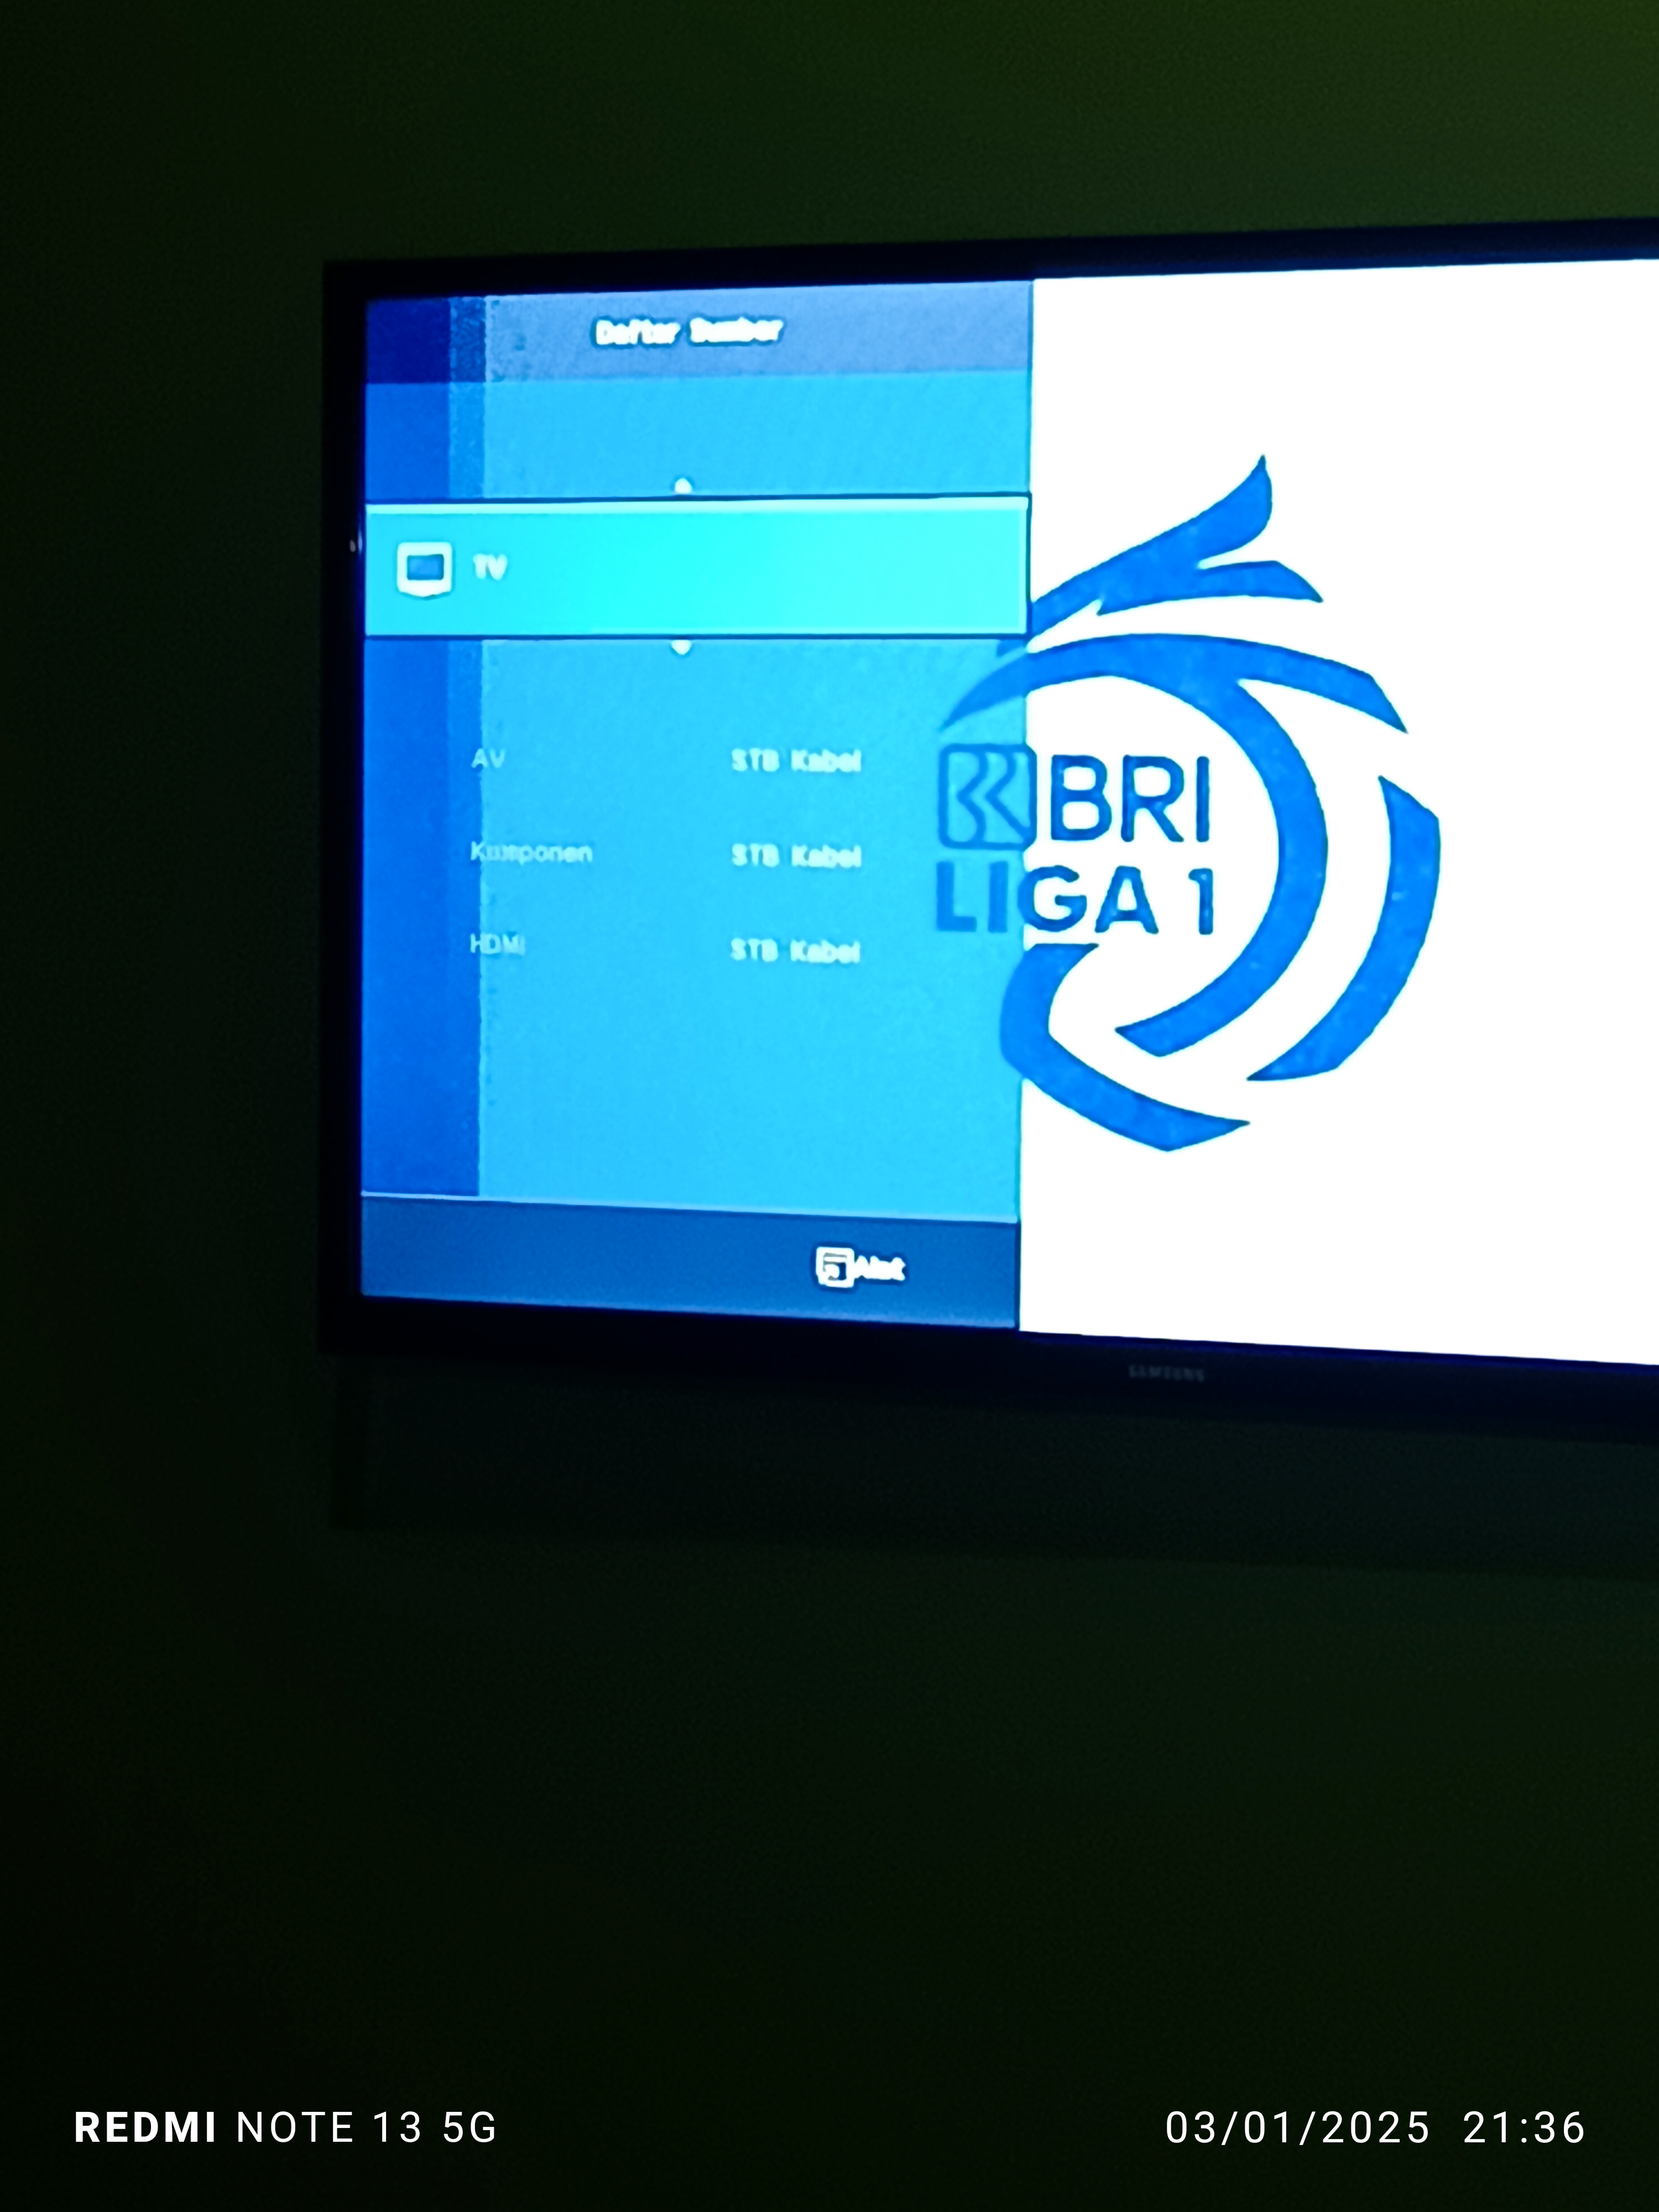 Daftar Sumber
TV
AV STB Kabel
Komponen STB Kabel
HDMI STB Kabel
Alat
BRI
LIGA 1
SAMSUNG
REDMI NOTE 13 5G
03/01/2025 21:36